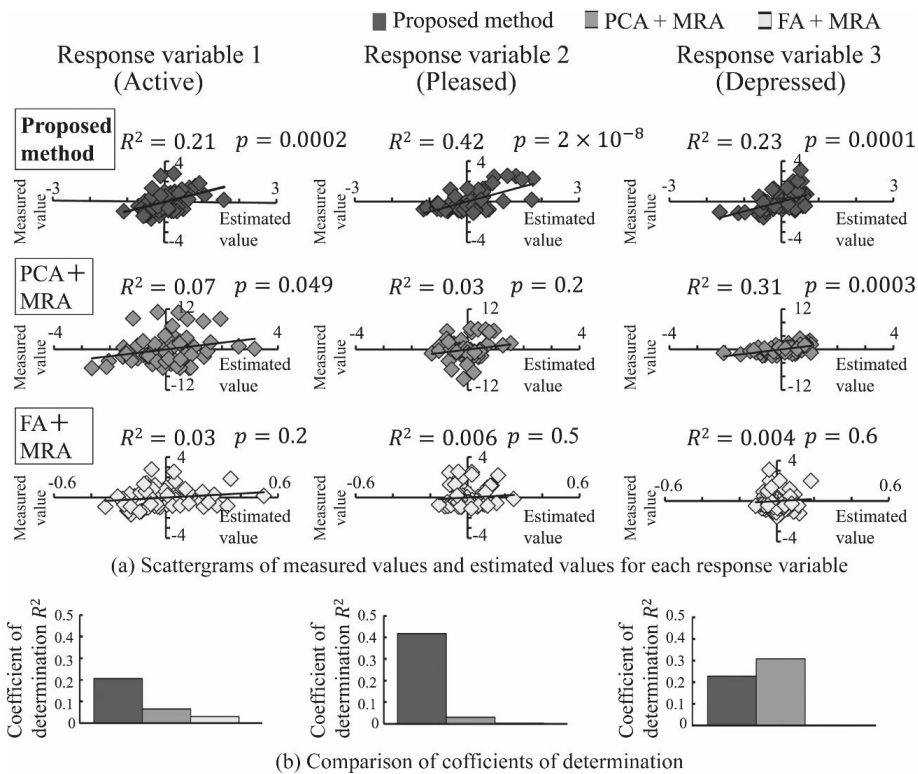 Proposed method PCA + MRA FA + MRA
Response variable 1 Response variable 2 Response variable 3
(Active) (Pleased) (Depressed)
Proposed
method
R² = 0.21 p = 0.0002
4
-3 3
Measured
value
Estimated
value
-4
R² = 0.42 p = 2 × 10⁻⁸
4
-3 3
Measured
value
Estimated
value
-4
R² = 0.23 p = 0.0001
4
-3 3
Measured
value
Estimated
value
-4
PCA+
MRA
R² = 0.07 p = 0.049
12
-4 4
Measured
value
Estimated
value
-12
R² = 0.03 p = 0.2
12
-4 4
Measured
value
Estimated
value
-12
R² = 0.31 p = 0.0003
12
-4 4
Measured
value
Estimated
value
-12
FA+
MRA
R² = 0.03 p = 0.2
4
-0.6 0.6
Measured
value
Estimated
value
-4
R² = 0.006 p = 0.5
4
-0.6 0.6
Measured
value
Estimated
value
-4
R² = 0.004 p = 0.6
4
-0.6 0.6
Measured
value
Estimated
value
-4
(a) Scattergrams of measured values and estimated values for each response variable
Coefficient of
determination R²
0.5
0.4
0.3
0.2
0.1
0
Coefficient of
determination R²
0.5
0.4
0.3
0.2
0.1
0
Coefficient of
determination R²
0.5
0.4
0.3
0.2
0.1
0
(b) Comparison of cofficients of determination